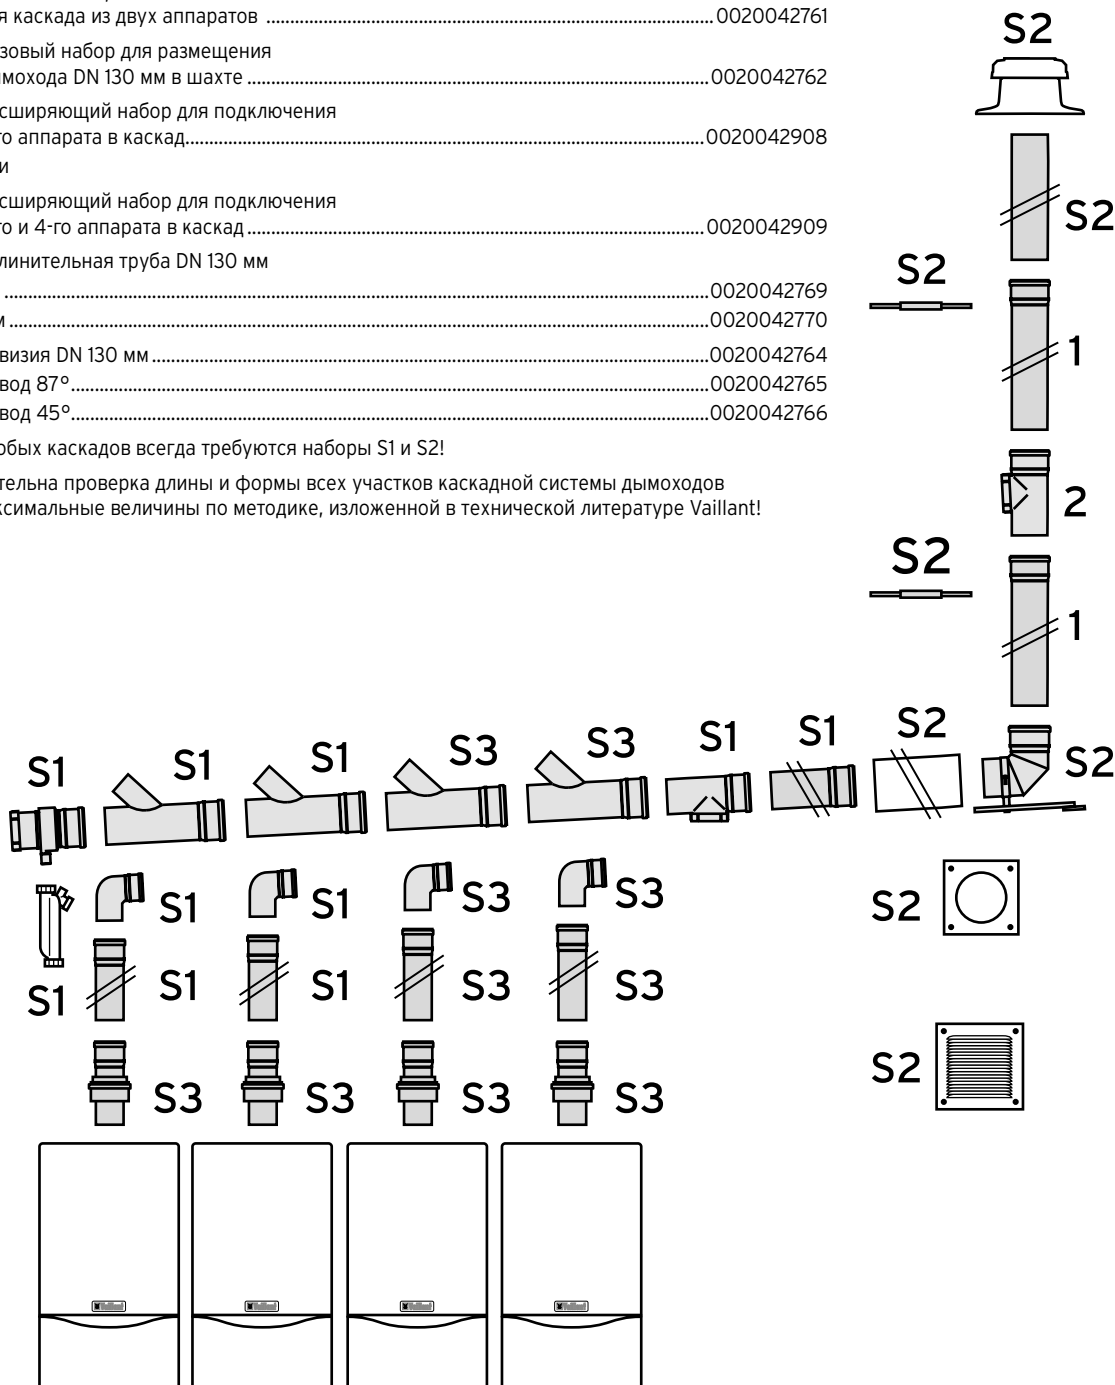 я каскада из двух аппаратов 0020042761
зовый набор для размещения
мохода DN 130 мм в шахте 0020042762
сширяющий набор для подключения
го аппарата в каскад 0020042908
и
сширяющий набор для подключения
го и 4-го аппарата в каскад 0020042909
линительная труба DN 130 мм
0020042769
м 0020042770
визия DN 130 мм 0020042764
вод 87° 0020042765
вод 45° 0020042766
обых каскадов всегда требуются наборы S1 и S2!
тельна проверка длины и формы всех участков каскадной системы дымоходов
ксимальные величины по методике, изложенной в технической литературе Vaillant!
S2
S2
S2
1
2
S2
1
S1 S1 S1 S3 S3 S1 S1 S2 S2
S1 S1 S3 S3 S2
S1 S1 S1 S3 S3
S3 S3 S3 S3 S2
Vaillant Vaillant Vaillant Vaillant